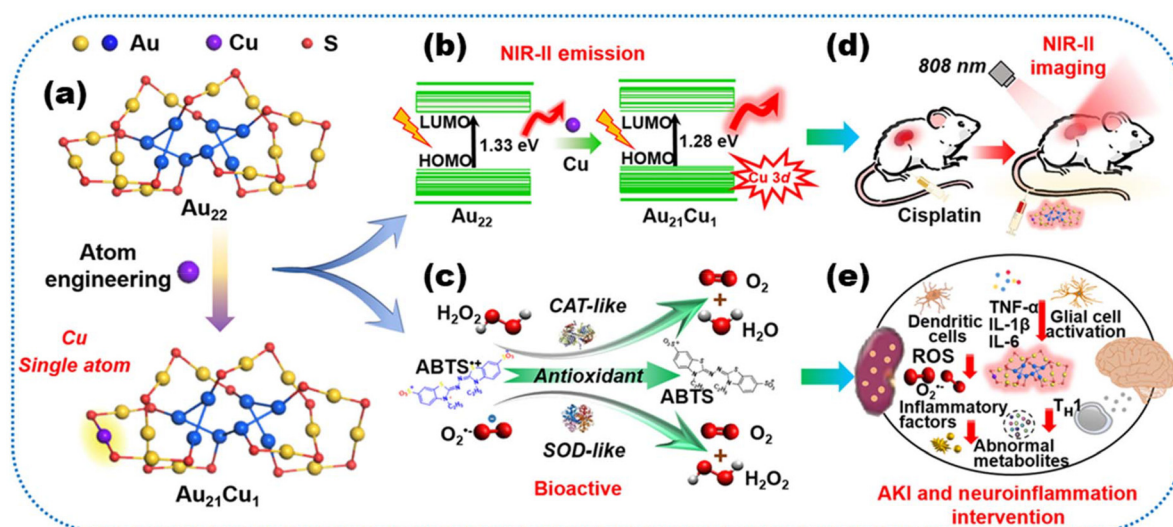 Au Cu S
(a)
Au22
Atom
engineering
Cu
Single atom
Au21Cu1
(b)
NIR-II emission
LUMO
1.33 eV
HOMO
Au22
Cu
LUMO
1.28 eV
HOMO
Cu 3d
Au21Cu1
(c)
H2O2
CAT-like
O2
+
H2O
ABTS•+
Antioxidant
ABTS
O2•-
SOD-like
O2
+
H2O2
Bioactive
(d)
808 nm
NIR-II
imaging
Cisplatin
(e)
Dendritic
cells
TNF-α
IL-1β
IL-6
Glial cell
activation
ROS
O2•-
Inflammatory
factors
TH1
Abnormal
metabolites
AKI and neuroinflammation
intervention